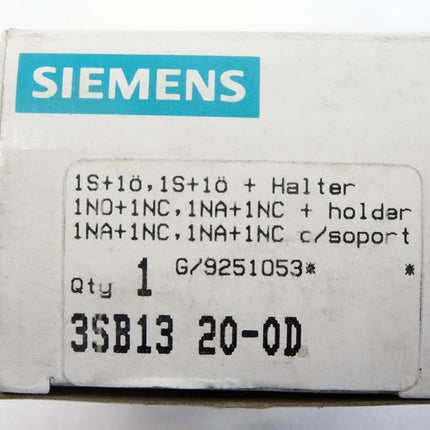 SIEMENS
1S+1ö,1S+1ö + Halter
1NO+1NC,1NA+1NC + holder
1NA+1NC,1NA+1NC c/soport
Qty 1 G/9251053* *
3SB13 20-0D